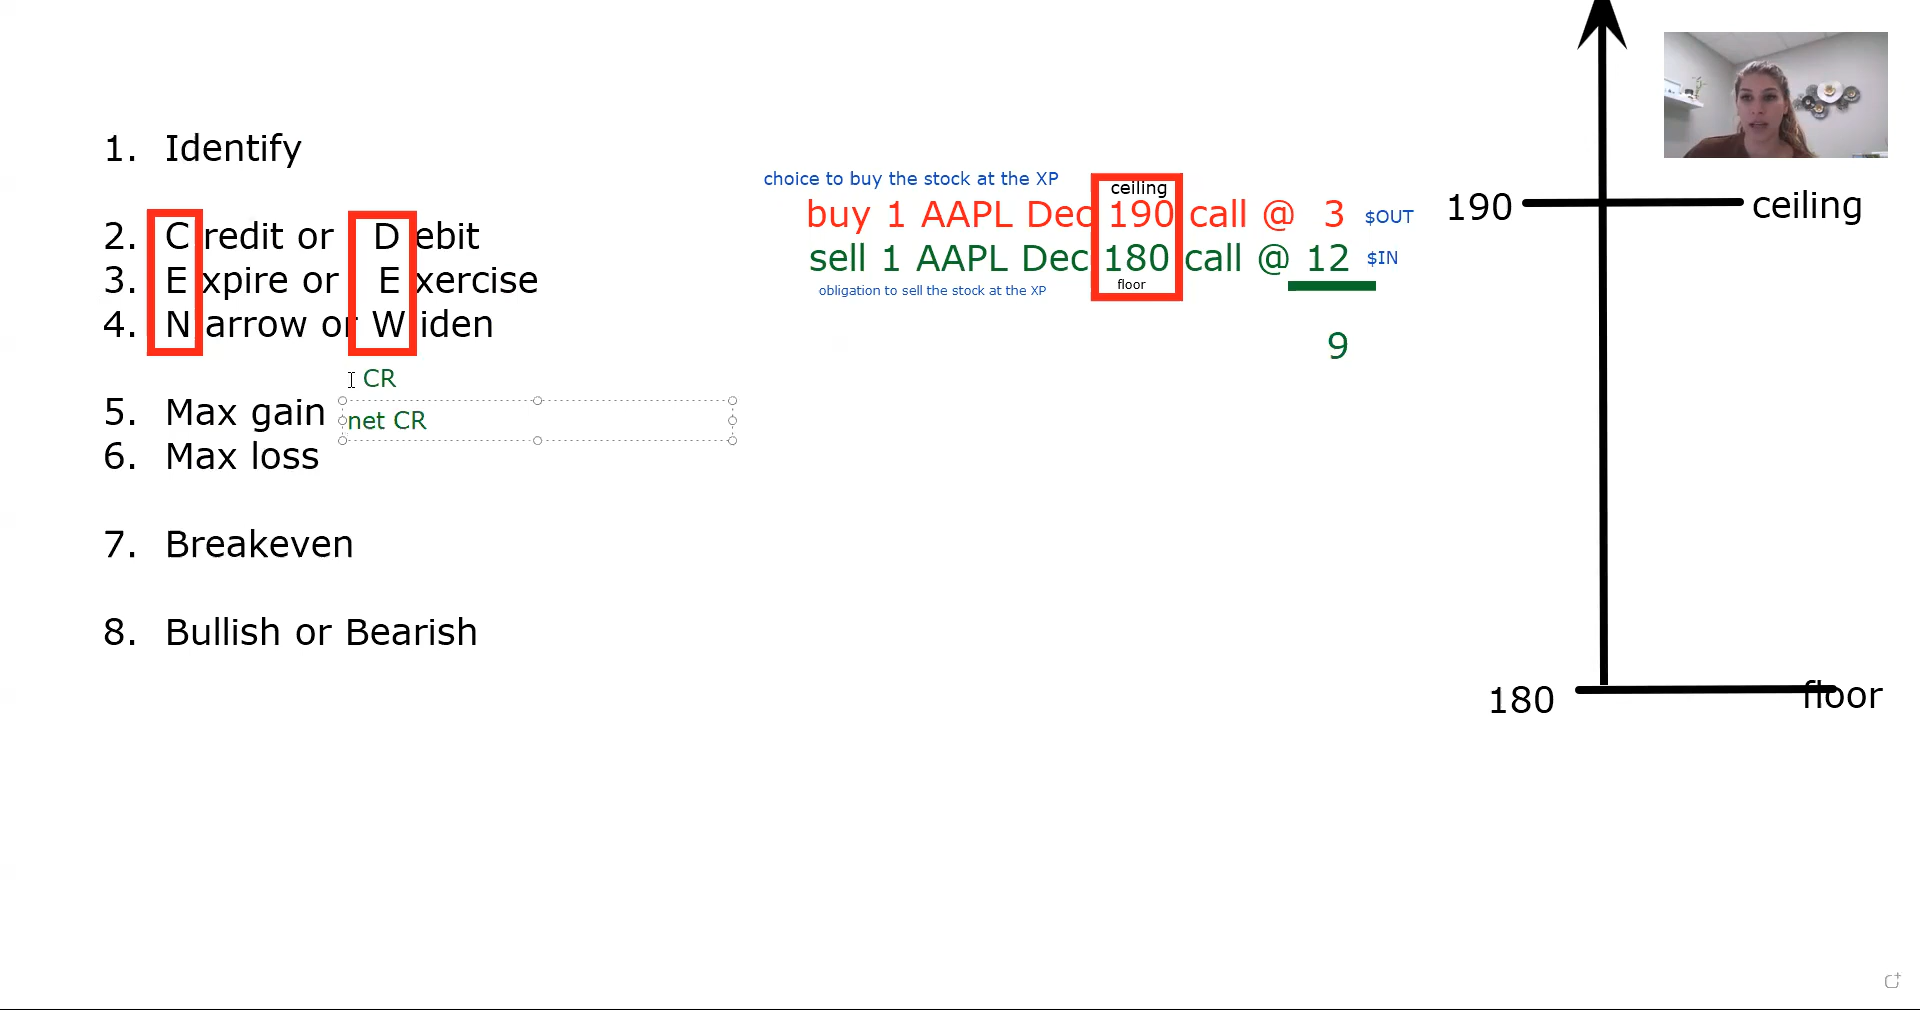 1. Identify
2. Credit or Debit
3. Expire or Exercise
4. Narrow or Widen
CR
5. Max gain
net CR
6. Max loss
7. Breakeven
8. Bullish or Bearish
choice to buy the stock at the XP
ceiling
buy 1 AAPL Dec 190 call @ 3 $OUT
sell 1 AAPL Dec 180 call @ 12 $IN
obligation to sell the stock at the XP
floor
9
190 ceiling
180 floor